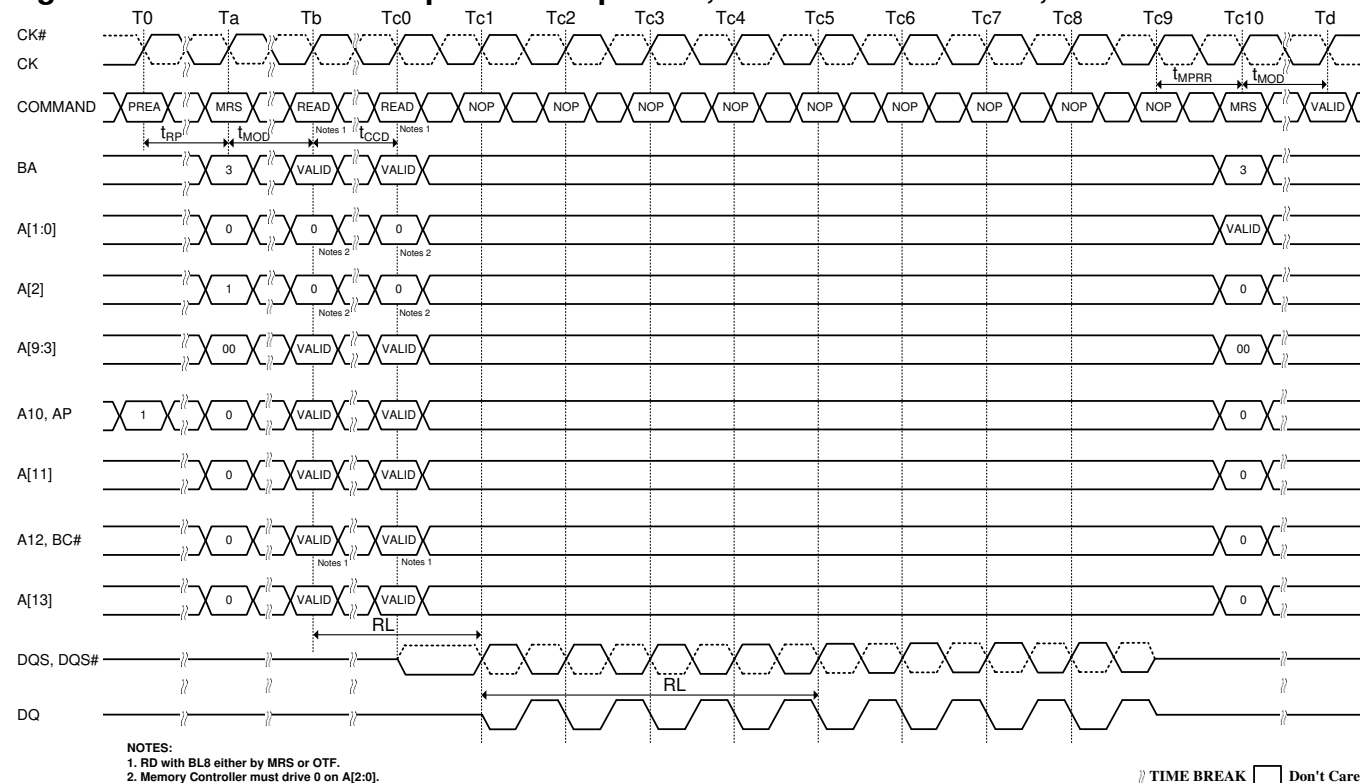 T0 Ta Tb Tc0 Tc1 Tc2 Tc3 Tc4 Tc5 Tc6 Tc7 Tc8 Tc9 Tc10 Td
CK#
CK
tMPRR tMOD
COMMAND PREA MRS READ READ NOP NOP NOP NOP NOP NOP NOP NOP NOP MRS VALID
Notes 1 Notes 1
tRP tMOD tCCD
BA 3 VALID VALID 3
A[1:0] 0 0 0 VALID
Notes 2 Notes 2
A[2] 1 0 0 0
Notes 2 Notes 2
A[9:3] 00 VALID VALID 00
A10, AP 1 0 VALID VALID 0
A[11] 0 VALID VALID 0
A12, BC# 0 VALID VALID 0
Notes 1 Notes 1
A[13] 0 VALID VALID 0
RL
DQS, DQS#
RL
DQ
NOTES:
1. RD with BL8 either by MRS or OTF.
2. Memory Controller must drive 0 on A[2:0].
TIME BREAK Don't Care